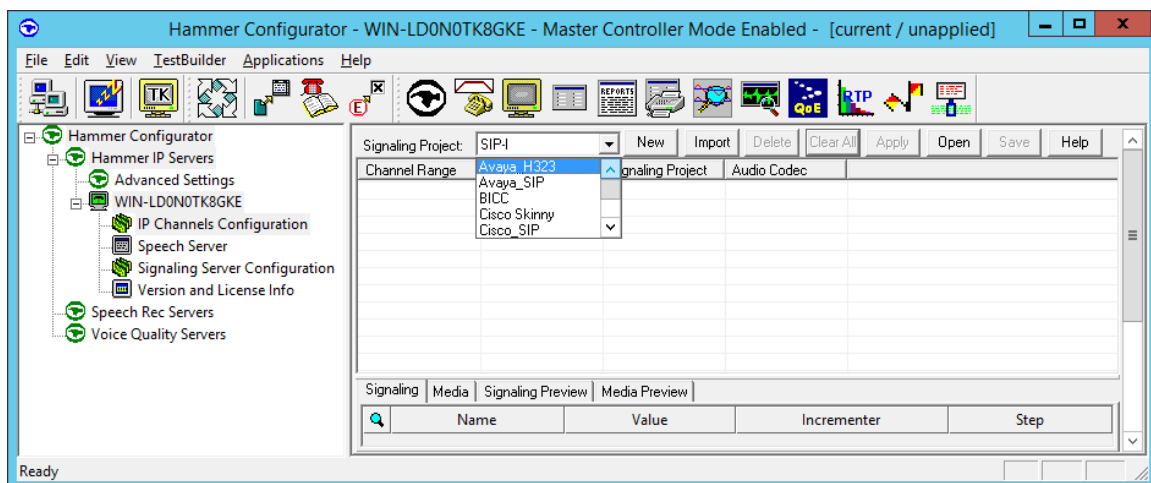 Hammer Configurator - WIN-LD0N0TK8GKE - Master Controller Mode Enabled - [current / unapplied]
File Edit View TestBuilder Applications Help
TK E REPORTS QoE RTP
Hammer Configurator
Hammer IP Servers
Advanced Settings
WIN-LD0N0TK8GKE
IP Channels Configuration
Speech Server
Signaling Server Configuration
Version and License Info
Speech Rec Servers
Voice Quality Servers
Signaling Project: SIP-I New Import Delete Clear All Apply Open Save Help
Channel Range gnaling Project Audio Codec
Avaya_H323
Avaya_SIP
BICC
Cisco Skinny
Cisco_SIP
Signaling Media Signaling Preview Media Preview
Name Value Incrementer Step
Ready